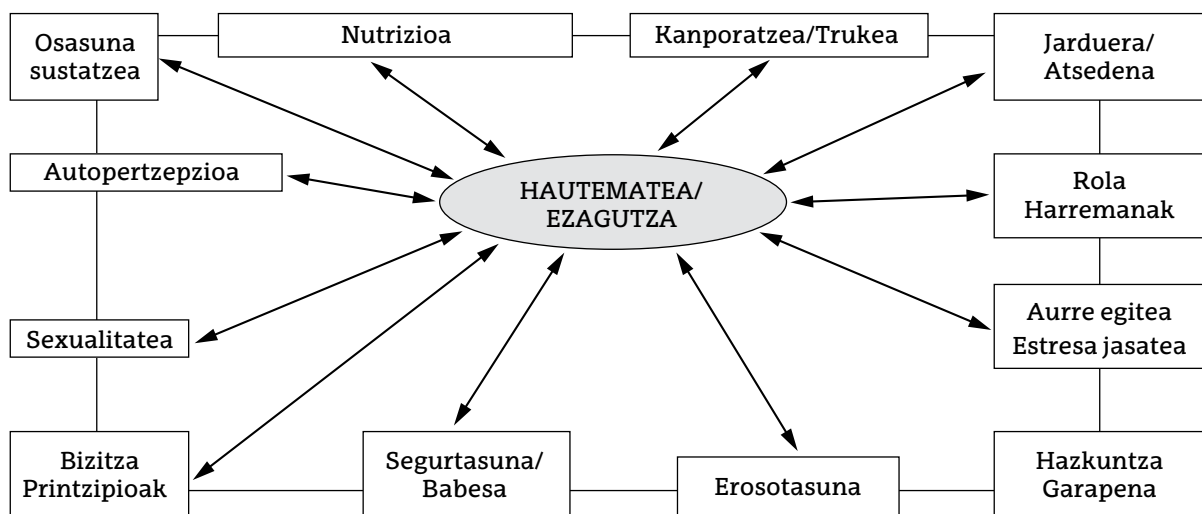 Osasuna
sustatzea
Nutrizioa
Kanporatzea/Trukea
Jarduera/
Atsedena
Autopertzepzioa
HAUTEMATEA/
EZAGUTZA
Rola
Harremanak
Sexualitatea
Aurre egitea
Estresa jasatea
Bizitza
Printzipioak
Segurtasuna/
Babesa
Erosotasuna
Hazkuntza
Garapena